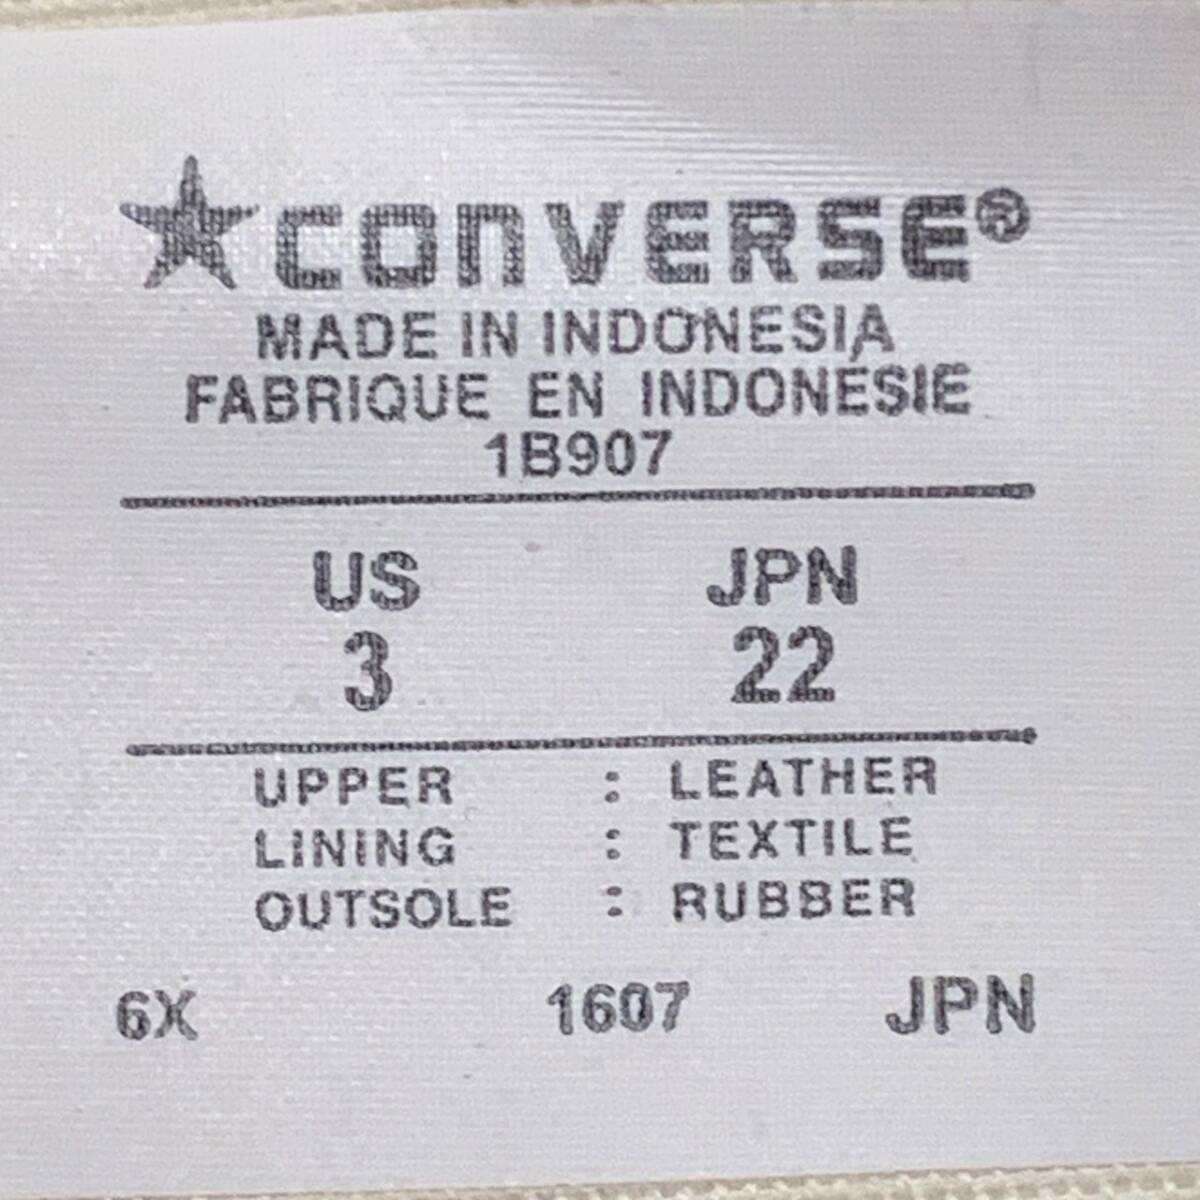 CONVERSE®
MADE IN INDONESIA
FABRIQUE EN INDONÉSIE
1B907
US JPN
3 22
UPPER : LEATHER
LINING : TEXTILE
OUTSOLE : RUBBER
6X 1607 JPN